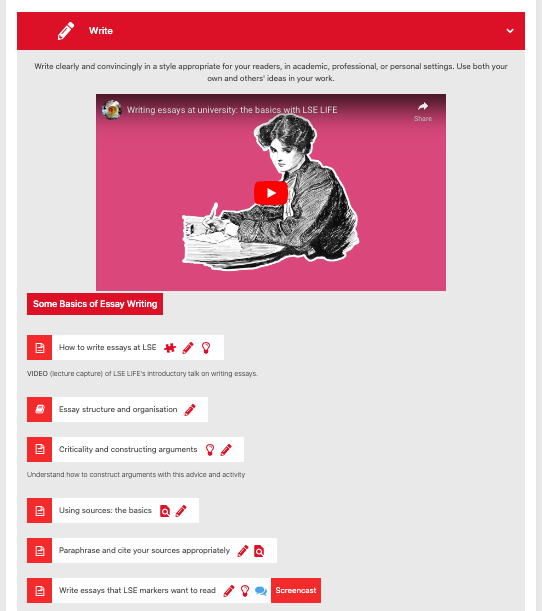 Write
Write clearly and convincingly in a style appropriate for your readers, in academic, professional, or personal settings. Use both your
own and others' ideas in your work.
Writing essays at university: the basics with LSE LIFE
Share
Some Basics of Essay Writing
How to write essays at LSE
VIDEO (lecture capture) of LSE LIFE's introductory talk on writing essays.
Essay structure and organisation
Criticality and constructing arguments
Understand how to construct arguments with this advice and activity
Using sources: the basics
Paraphrase and cite your sources appropriately
Write essays that LSE markers want to read
Screencast